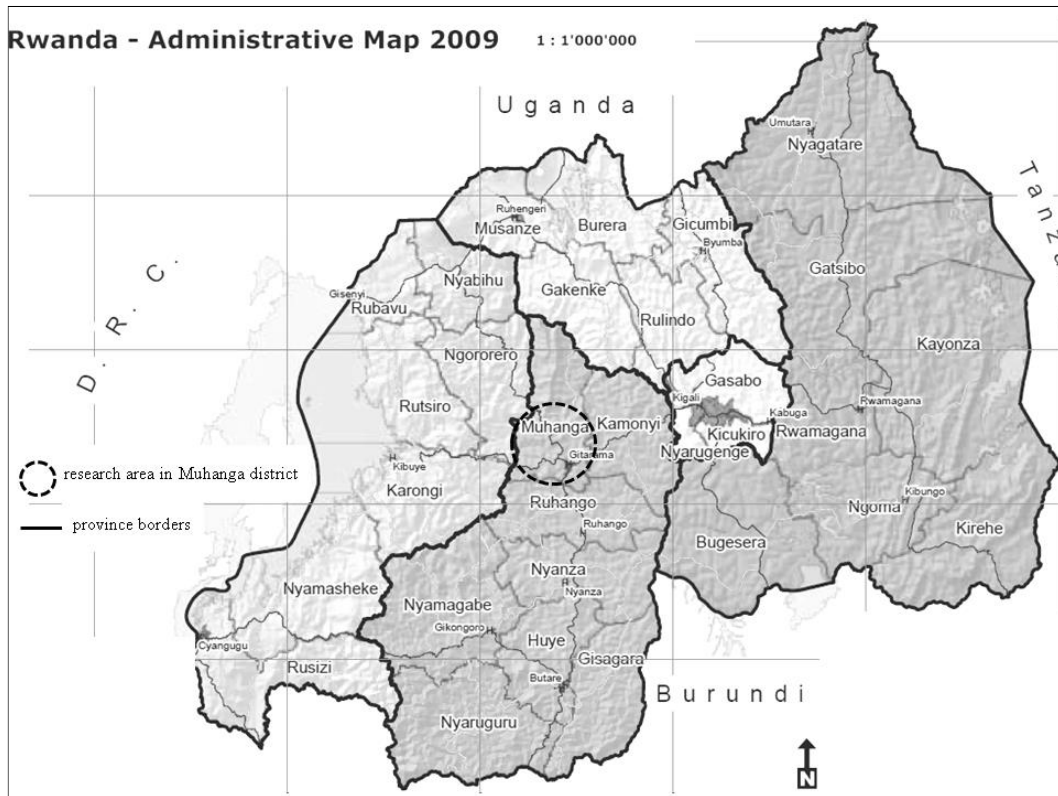 Rwanda - Administrative Map 2009 1 : 1'000'000
Uganda
Umutara
Nyagatare
Tanza
Ruhengeri
Musanze
Burera
Gicumbi
Byumba
D. R. C.
Nyabihu
Gatsibo
Gisenyi
Rubavu
Gakenke
Rulindo
Kayonza
Ngororero
Gasabo
Rutsiro
Kigali
Rwamagana
Muhanga
Kamonyi
Kabuga
Kicukiro
Rwamagana
Nyarugenge
Gitarama
Kibuye
research area in Muhanga district
Karongi
Ruhango
Kibungo
Ngoma
province borders
Ruhango
Kirehe
Bugesera
Nyanza
Nyanza
Nyamasheke
Nyamagabe
Gikongoro
Huye
Cyangugu
Gisagara
Rusizi
Butare
Burundi
Nyaruguru
N